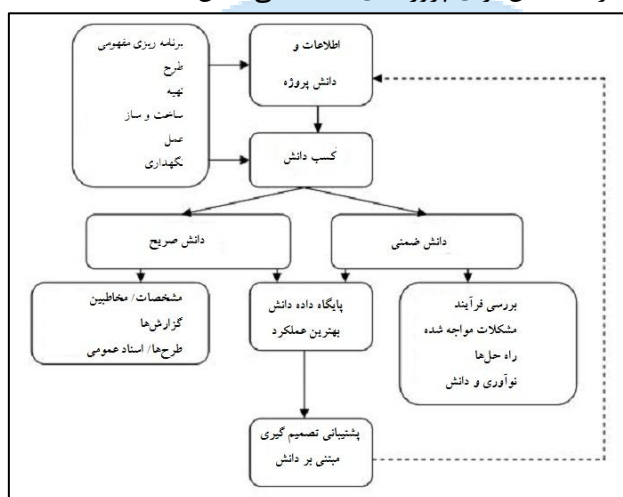 برنامه ریزی مفهومی
طرح
تهیه
ساخت و ساز
عمل
نگهداری
اطلاعات و
دانش پروژه
کسب دانش
دانش صریح
دانش ضمنی
مشخصات/ مخاطبین
گزارش‌ها
طرح‌ها/ اسناد عمومی
پایگاه داده دانش
بهترین عملکرد
بررسی فرآیند
مشکلات مواجه شده
راه حل‌ها
نوآوری و دانش
پشتیبانی تصمیم گیری
مبتنی بر دانش